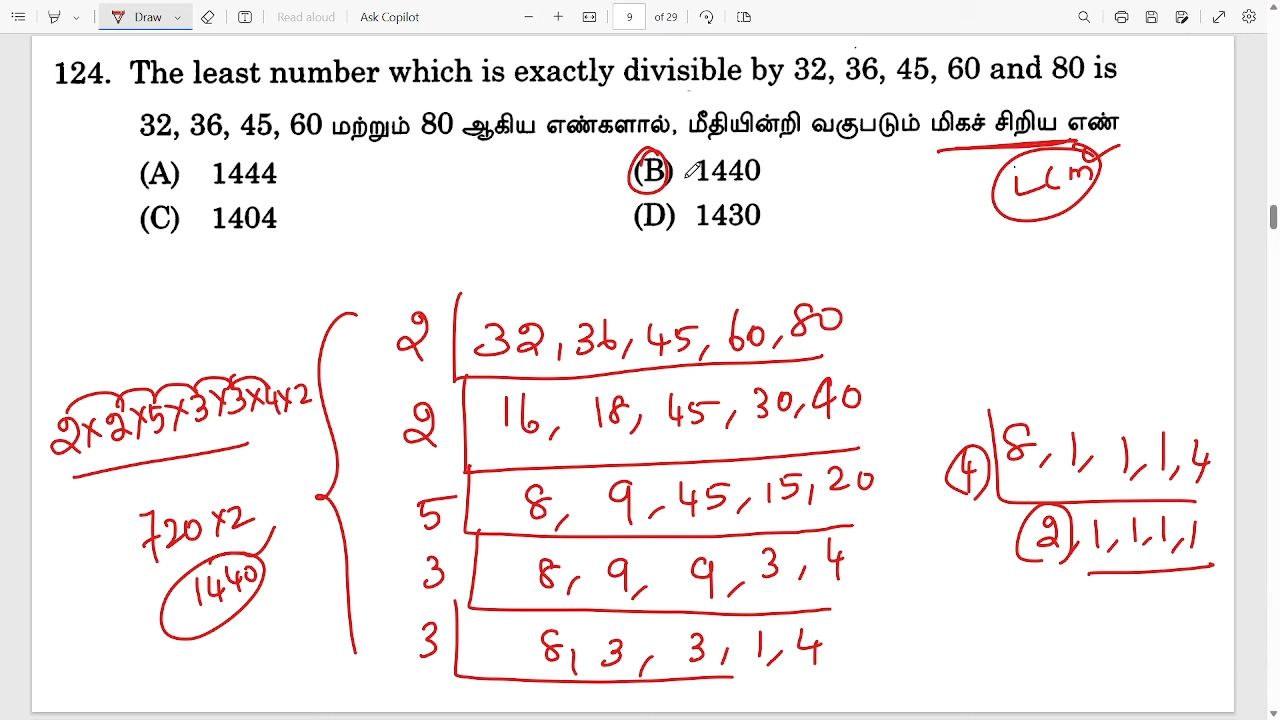 Draw
Read aloud
Ask Copilot
9 of 29
124. The least number which is exactly divisible by 32, 36, 45, 60 and 80 is
32, 36, 45, 60 மற்றும் 80 ஆகிய எண்களால், மீதியின்றி வகுபடும் மிகச் சிறிய எண்
(A) 1444
(B) 1440
(C) 1404
(D) 1430
LCM
2 32, 36, 45, 60, 80
2 16, 18, 45, 30, 40
5 8, 9, 45, 15, 20
3 8, 9, 9, 3, 4
3 8, 3, 3, 1, 4
4 8, 1, 1, 1, 4
2, 1, 1, 1, 1
2×2×5×3×3×4×2
720×2
1440